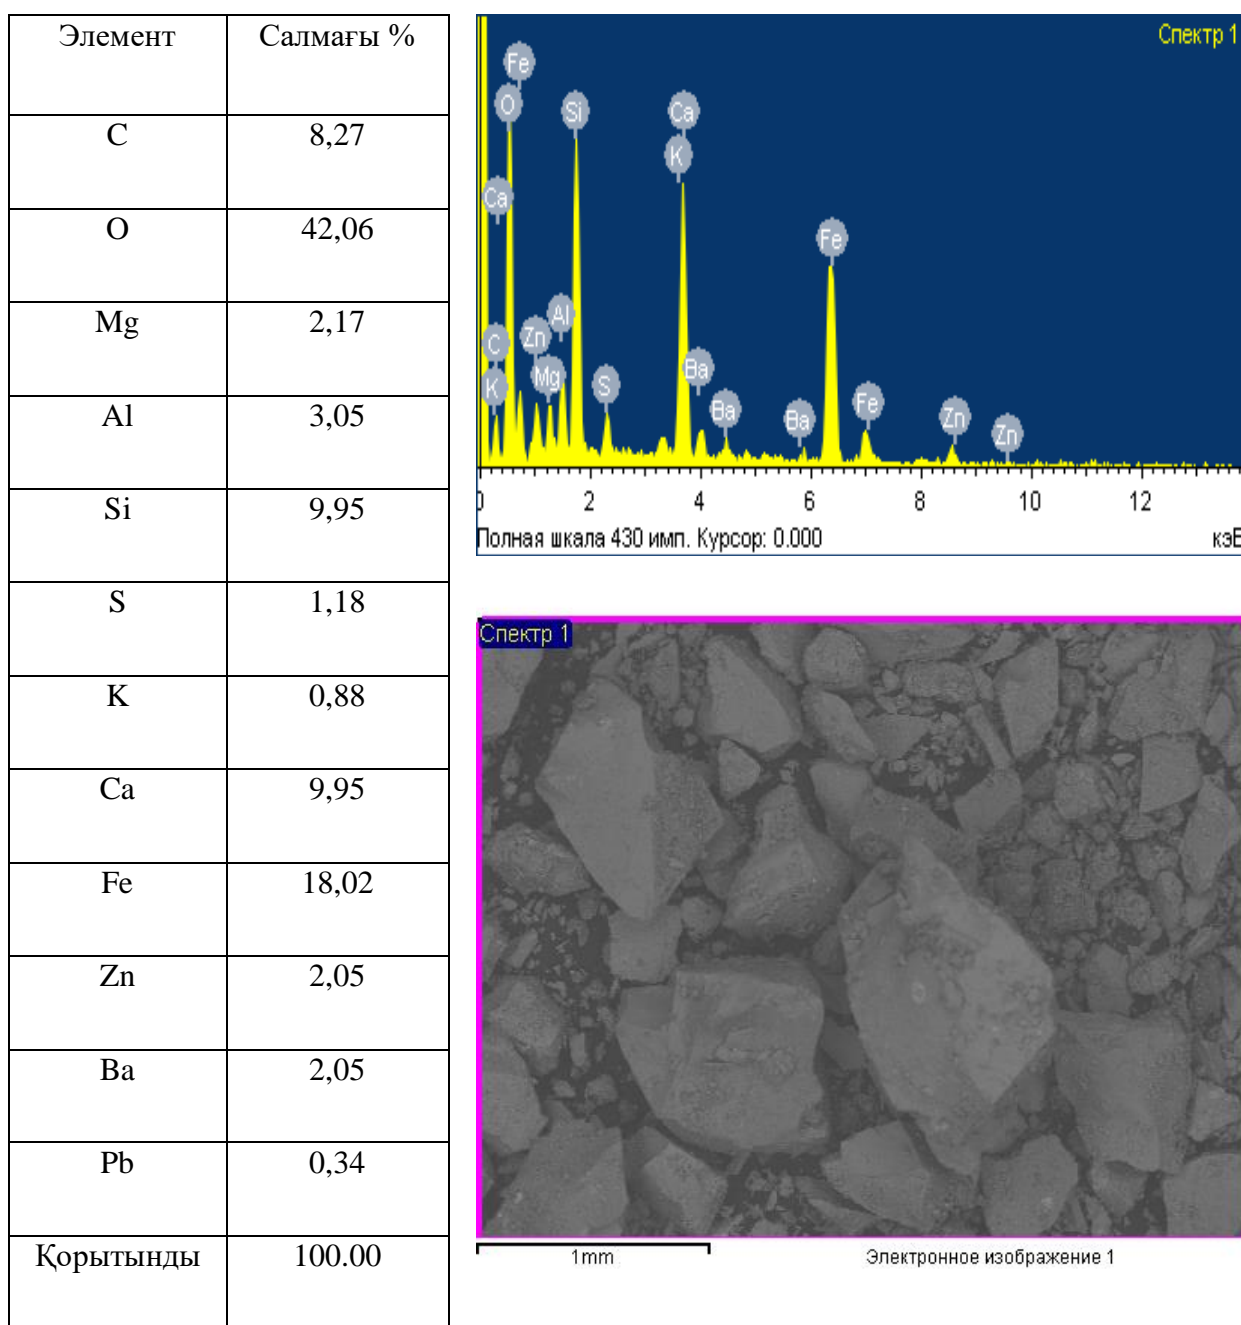 Элемент Салмағы %
C 8,27
O 42,06
Mg 2,17
Al 3,05
Si 9,95
S 1,18
K 0,88
Ca 9,95
Fe 18,02
Zn 2,05
Ba 2,05
Pb 0,34
Қорытынды 100.00
Спектр 1
Fe
O
Si
Ca
K
Ca
Fe
Al
Zn
C
Mg
K
S
Ba
Ba
Ba
Fe
Zn
Zn
0 2 4 6 8 10 12
Полная шкала 430 имп. Курсор: 0.000
кэВ
Спектр 1
1mm
Электронное изображение 1